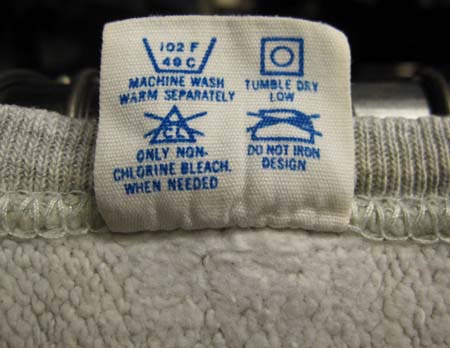 102 F
49 C
MACHINE WASH
WARM SEPARATELY
TUMBLE DRY
LOW
CL
ONLY NON-
CHLORINE BLEACH.
WHEN NEEDED
DO NOT IRON
DESIGN